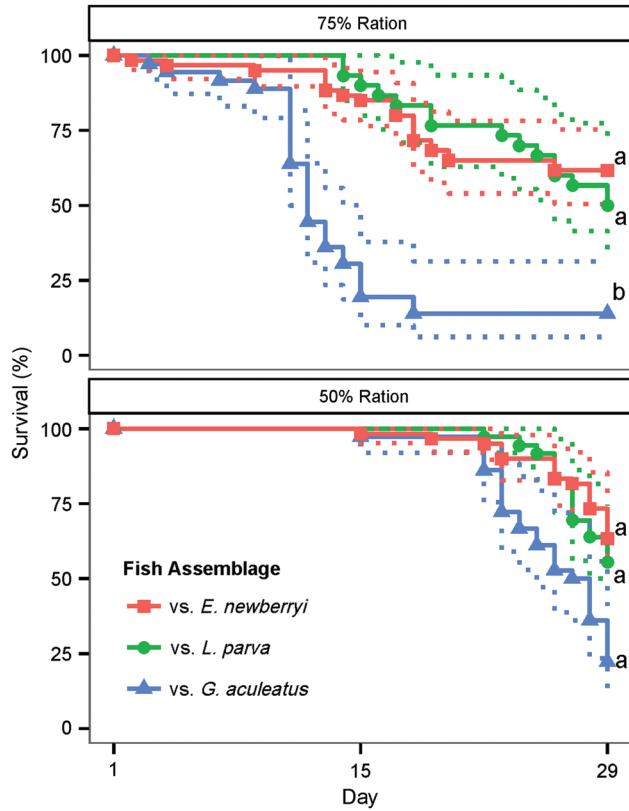 75% Ration
100
75
50
25
0
a
a
b
Survival (%)
50% Ration
100
75
50
25
0
a
a
a
Fish Assemblage
vs. E. newberryi
vs. L. parva
vs. G. aculeatus
1
15
29
Day